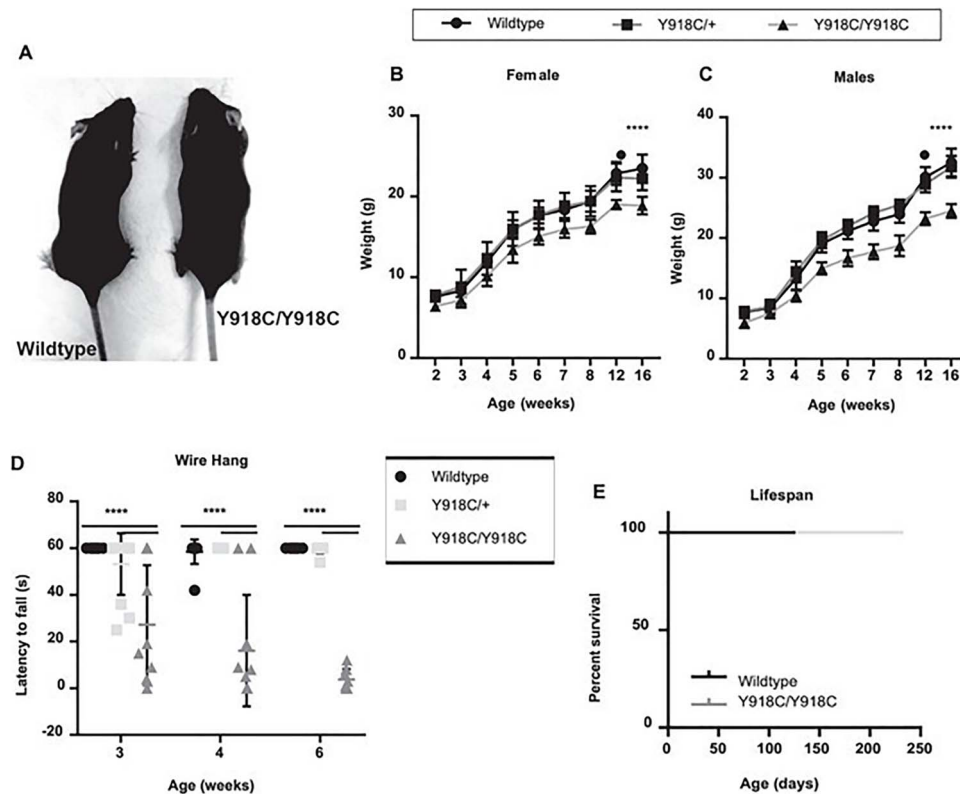 Wildtype Y918C/+ Y918C/Y918C
A
Wildtype
Y918C/Y918C
B
Female
****
30
20
10
0
Weight (g)
2 3 4 5 6 7 8 12 16
Age (weeks)
C
Males
****
40
30
20
10
0
Weight (g)
2 3 4 5 6 7 8 12 16
Age (weeks)
D
Wire Hang
**** **** ****
80
60
40
20
0
-20
Latency to fall (s)
3 4 6
Age (weeks)
Wildtype
Y918C/+
Y918C/Y918C
E
Lifespan
100
50
0
Percent survival
Wildtype
Y918C/Y918C
0 50 100 150 200 250
Age (days)